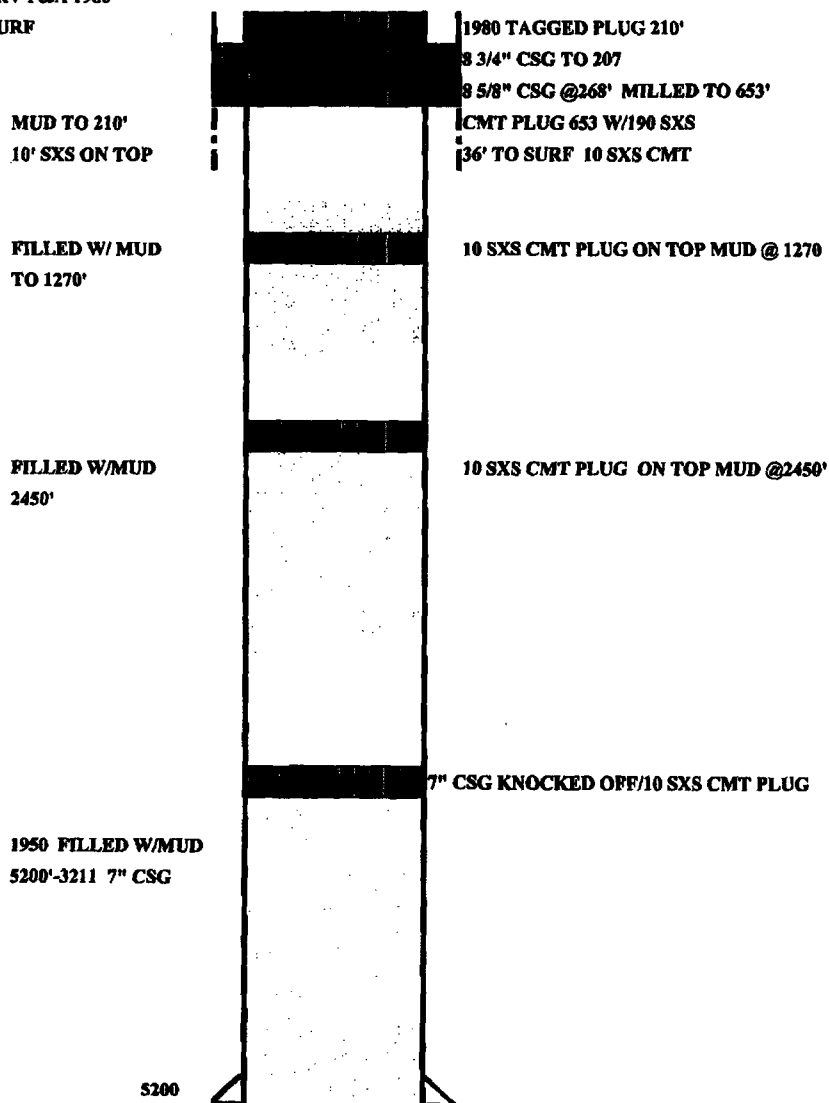 URF
1980 TAGGED PLUG 210'
8 3/4" CSG TO 207
8 5/8" CSG @268' MILLED TO 653'
MUD TO 210'
CMT PLUG 653 W/190 SXS
10' SXS ON TOP
36' TO SURF 10 SXS CMT
FILLED W/ MUD
TO 1270'
10 SXS CMT PLUG ON TOP MUD @ 1270
FILLED W/MUD
2450'
10 SXS CMT PLUG ON TOP MUD @2450'
7" CSG KNOCKED OFF/10 SXS CMT PLUG
1950 FILLED W/MUD
5200'-3211 7" CSG
5200